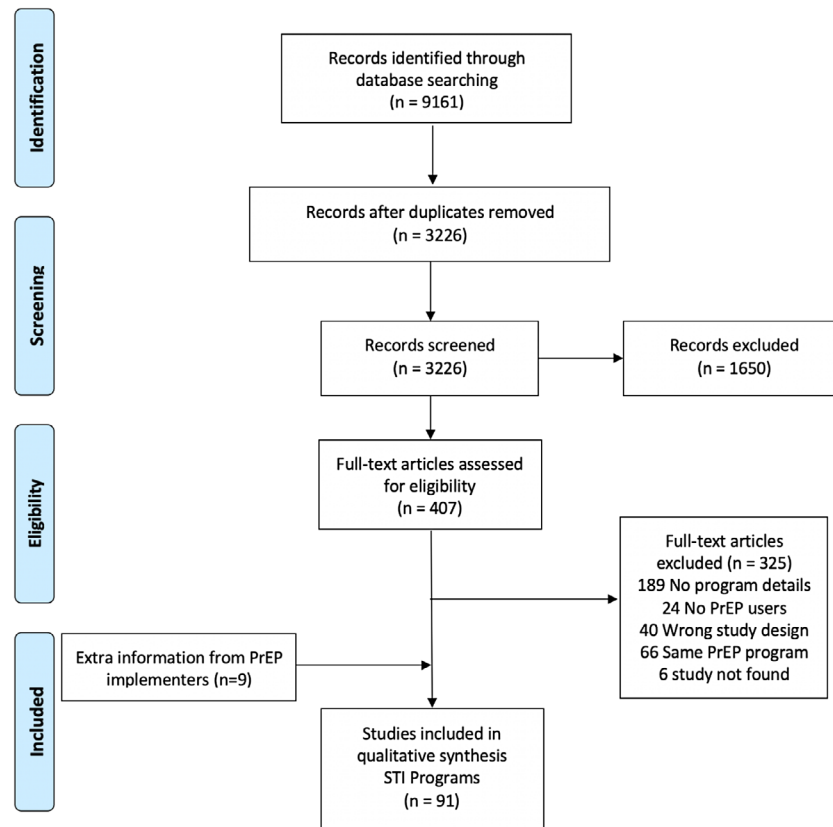 Identification
Records identified through
database searching
(n = 9161)
Records after duplicates removed
(n = 3226)
Screening
Records screened
(n = 3226)
Records excluded
(n = 1650)
Eligibility
Full-text articles assessed
for eligibility
(n = 407)
Full-text articles
excluded (n = 325)
189 No program details
24 No PrEP users
40 Wrong study design
66 Same PrEP program
6 study not found
Included
Extra information from PrEP
implementers (n=9)
Studies included in
qualitative synthesis
STI Programs
(n = 91)